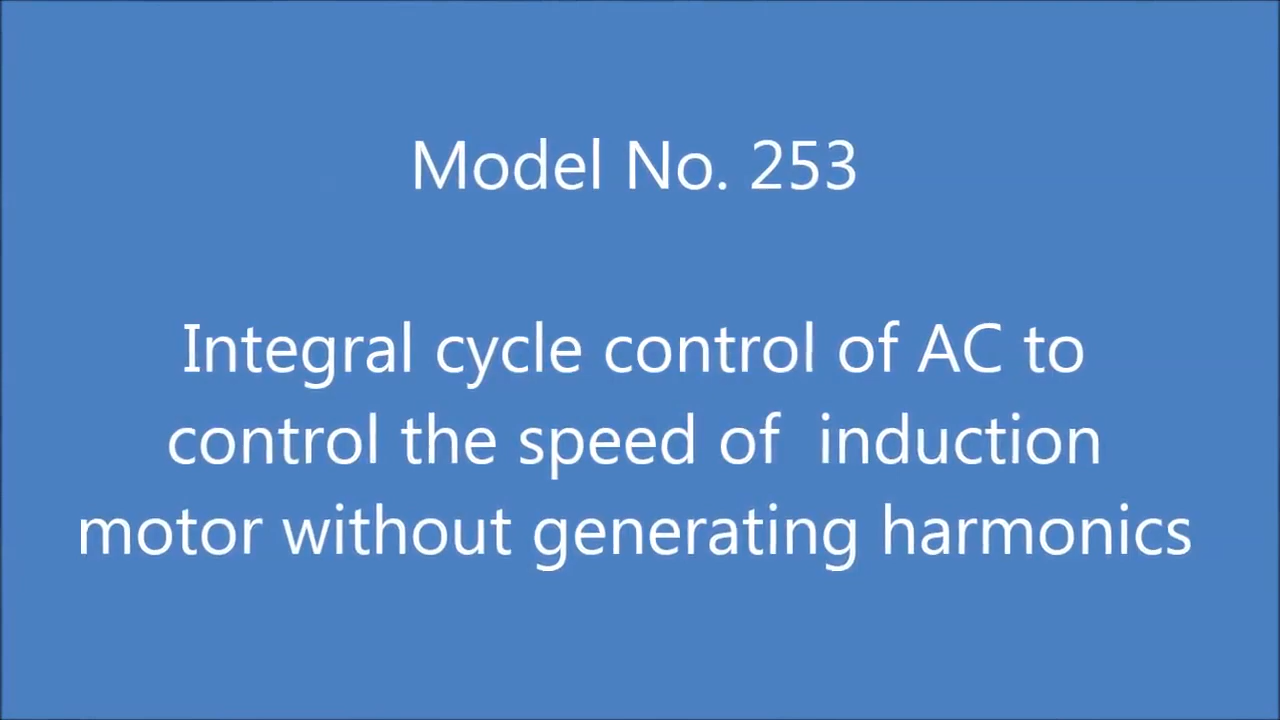 Model No. 253
Integral cycle control of AC to
control the speed of  induction
motor without generating harmonics